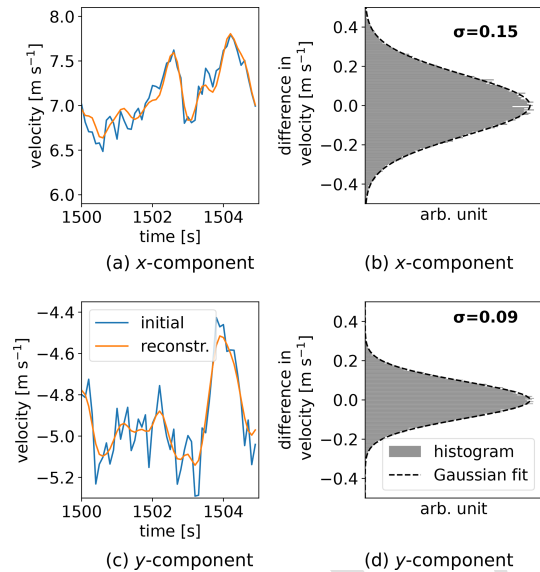 8.0
7.5
7.0
6.5
6.0
velocity [m s⁻¹]
1500
1502
1504
time [s]
(a) x-component
0.4
0.2
0.0
−0.2
−0.4
difference in
velocity [m s⁻¹]
σ=0.15
arb. unit
(b) x-component
−4.4
−4.6
−4.8
−5.0
−5.2
velocity [m s⁻¹]
initial
reconstr.
1500
1502
1504
time [s]
(c) y-component
0.4
0.2
0.0
−0.2
−0.4
difference in
velocity [m s⁻¹]
σ=0.09
histogram
Gaussian fit
arb. unit
(d) y-component